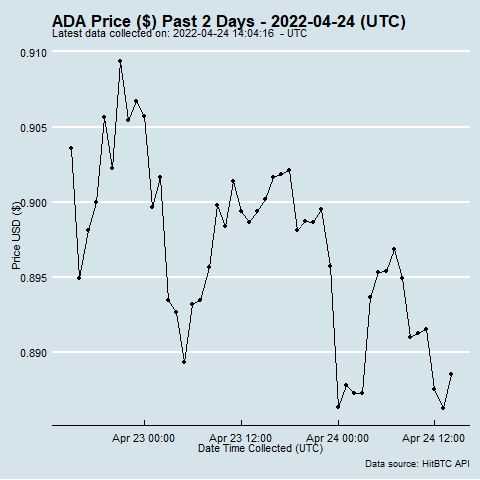 ADA Price ($) Past 2 Days - 2022-04-24 (UTC)
Latest data collected on: 2022-04-24 14:04:16 - UTC
0.910
0.905
0.900
0.895
0.890
Price USD ($)
Apr 23 00:00 Apr 23 12:00 Apr 24 00:00 Apr 24 12:00
Date Time Collected (UTC)
Data source: HitBTC API